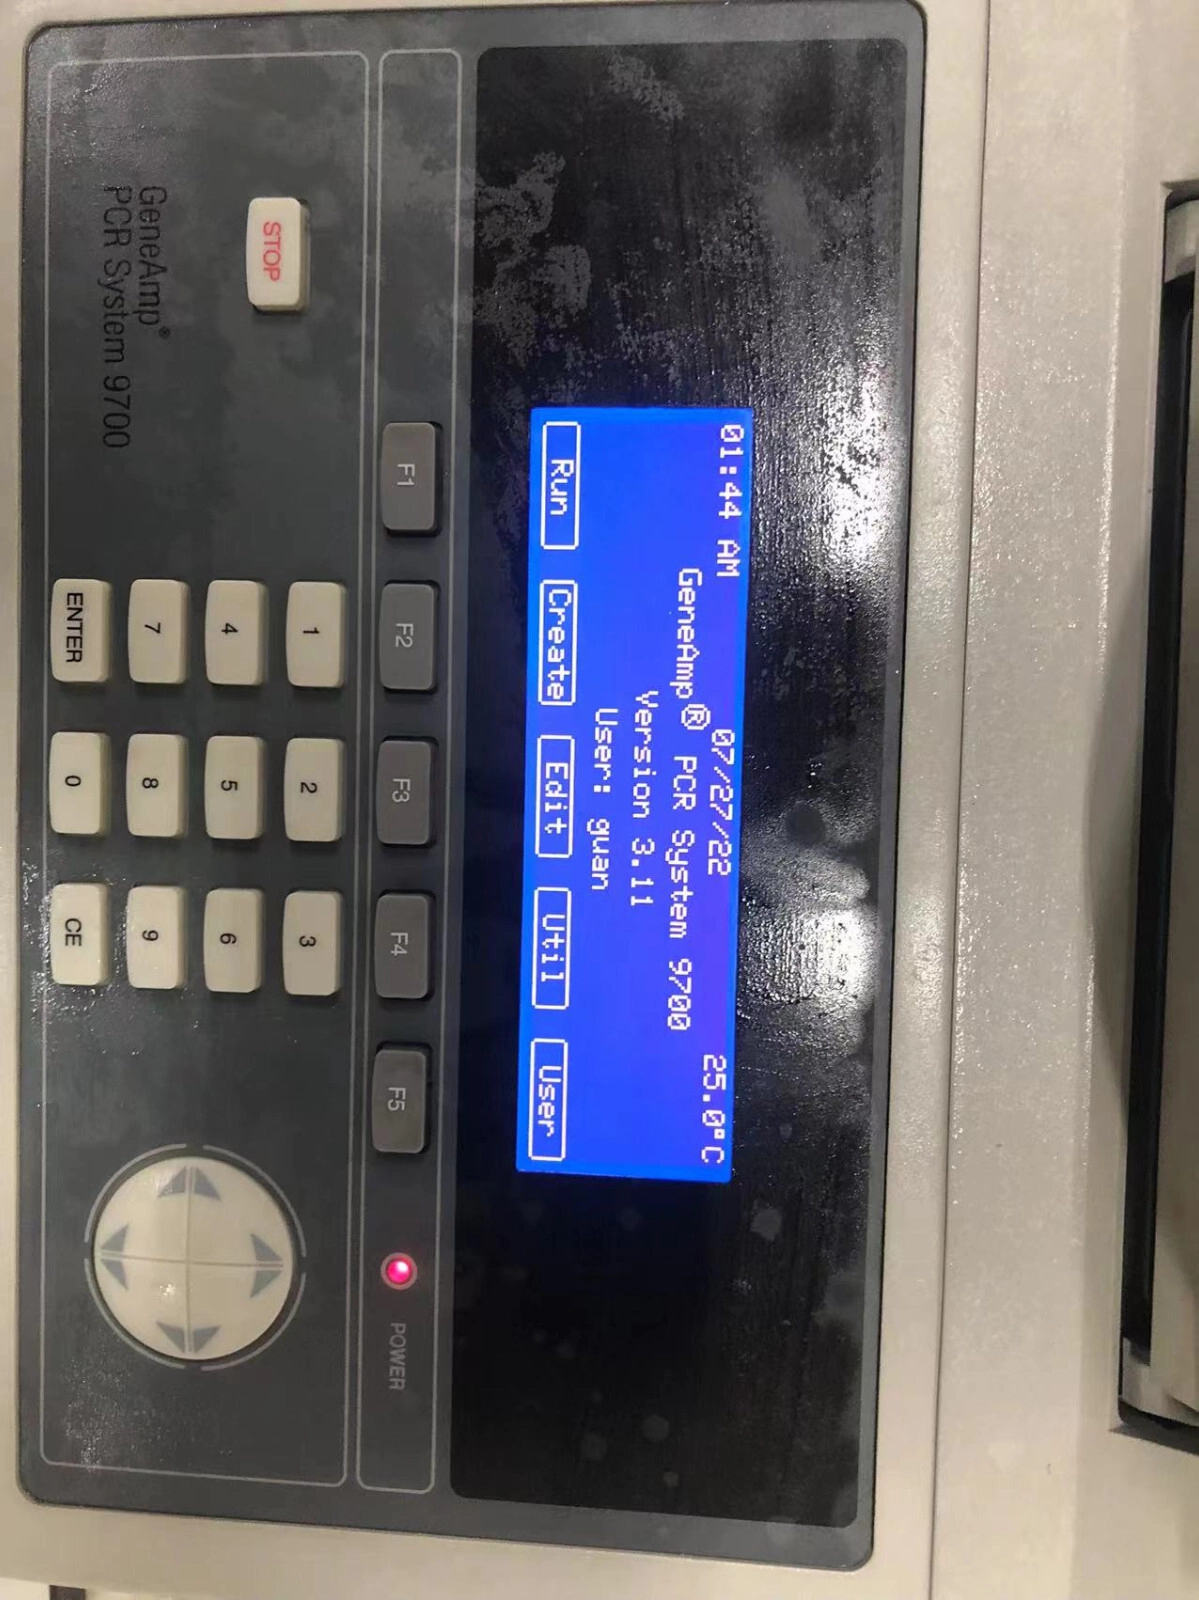 01:44 AM 07/27/22 25.0°C
GeneAmp® PCR System 9700
Version 3.11
User: guan
Run Create Edit Util User
F1 F2 F3 F4 F5 POWER
STOP
1 2 3
4 5 6
7 8 9
ENTER 0 CE
GeneAmp®
PCR System 9700